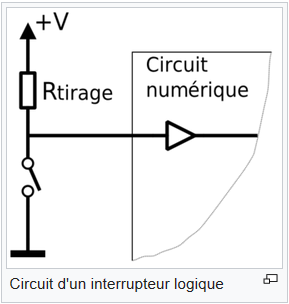 +V
Circuit
numérique
Rtirage
Circuit d'un interrupteur logique